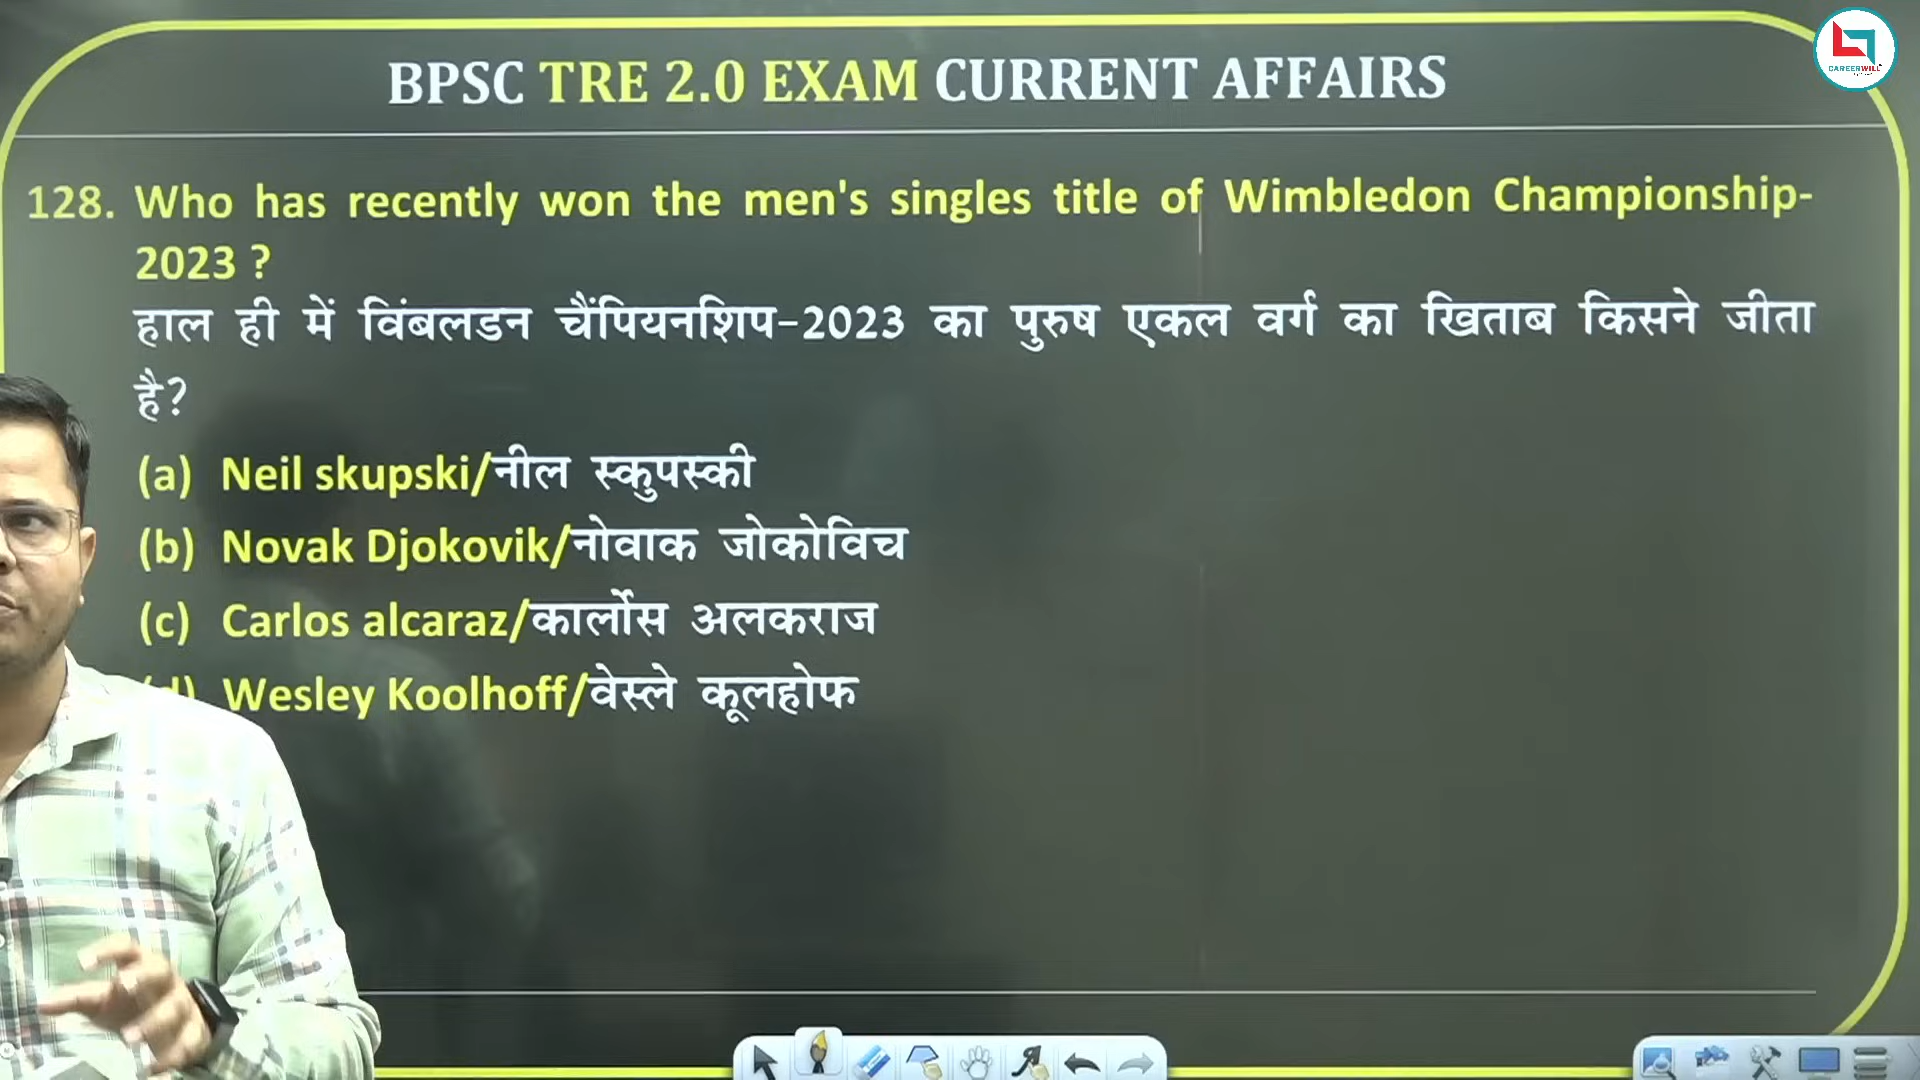 CAREERWILL
BPSC TRE 2.0 EXAM CURRENT AFFAIRS
128. Who has recently won the men's singles title of Wimbledon Championship-
2023 ?
हाल ही में विंबलडन चैंपियनशिप-2023 का पुरुष एकल वर्ग का खिताब किसने जीता
है?
(a) Neil skupski/नील स्कुपस्की
(b) Novak Djokovik/नोवाक जोकोविच
(c) Carlos alcaraz/कार्लोस अलकराज
(d) Wesley Koolhoff/वेस्ले कूलहोफ